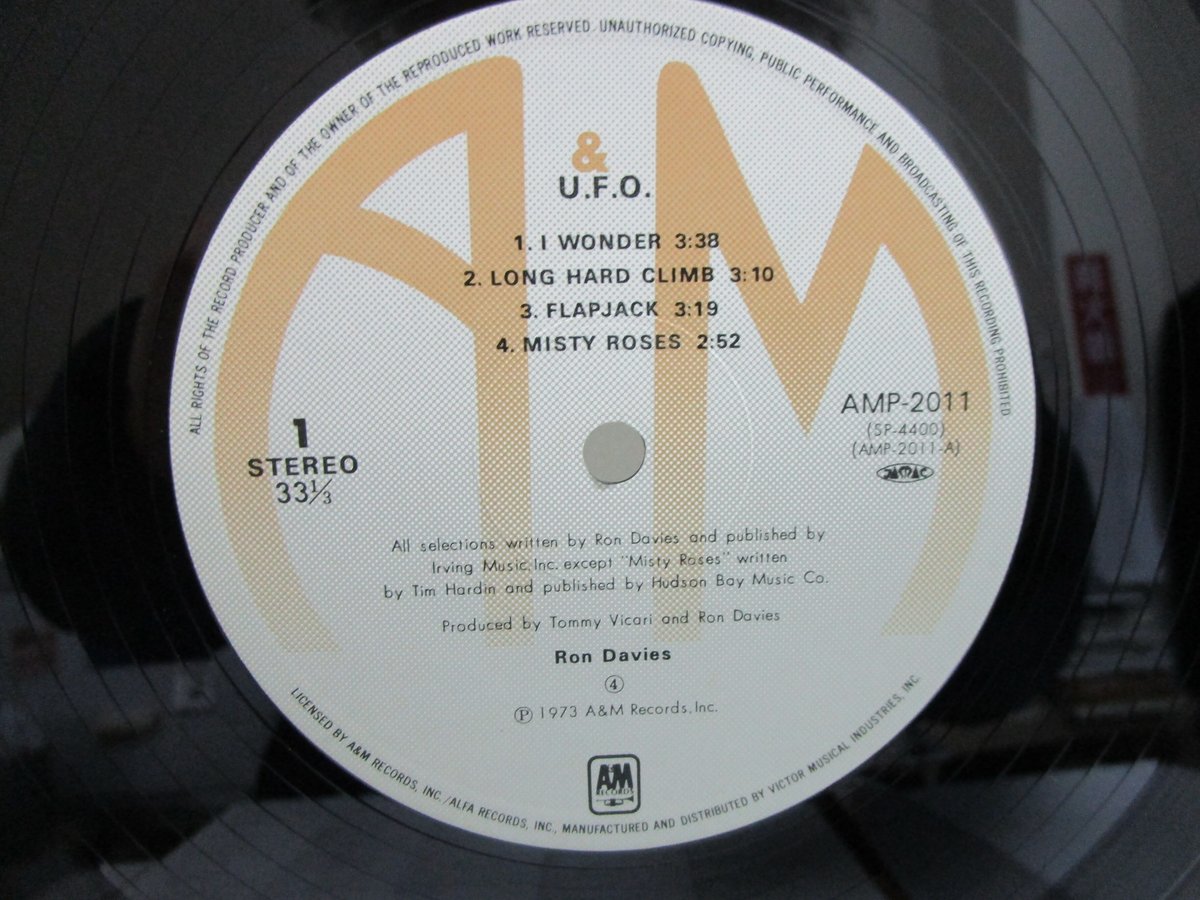 ALL RIGHTS OF THE RECORD PRODUCER AND OF THE OWNER OF THE REPRODUCED WORK RESERVED. UNAUTHORIZED COPYING, PUBLIC PERFORMANCE AND BROADCASTING OF THIS RECORDING PROHIBITED
A&M
U.F.O.
1. I WONDER 3:38
2. LONG HARD CLIMB 3:10
3. FLAPJACK 3:19
4. MISTY ROSES 2:52
1
STEREO
33⅓
AMP-2011
(SP-4400)
(AMP-2011-A)
All selections written by Ron Davies and published by
Irving Music, Inc. except "Misty Roses" written
by Tim Hardin and published by Hudson Bay Music Co.
Produced by Tommy Vicari and Ron Davies
Ron Davies
④
Ⓟ 1973 A&M Records, Inc.
A&M
RECORDS
LICENSED BY A&M RECORDS, INC./ALFA RECORDS, INC., MANUFACTURED AND DISTRIBUTED BY VICTOR MUSICAL INDUSTRIES, INC.